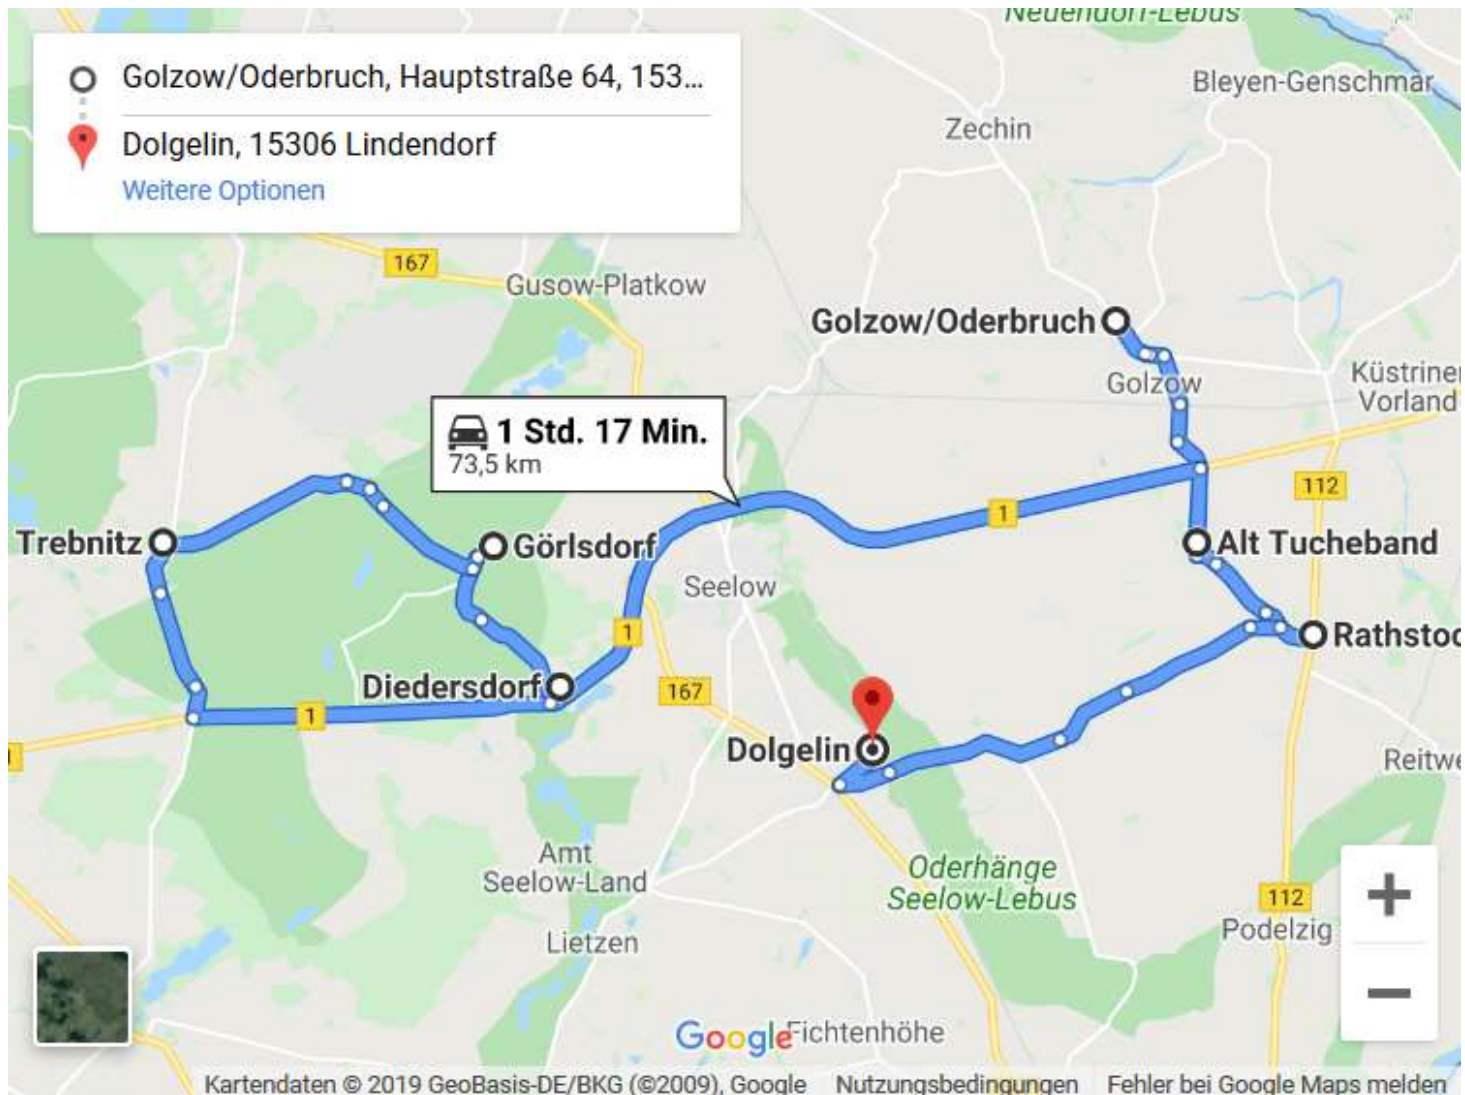 Neuendorf-Lebus
Golzow/Oderbruch, Hauptstraße 64, 153...
Dolgelin, 15306 Lindendorf
Weitere Optionen
Bleyen-Genschmar
Zechin
167
Gusow-Platkow
Golzow/Oderbruch
Golzow
Küstriner
Vorland
1 Std. 17 Min.
73,5 km
112
1
Trebnitz
Görlsdorf
Alt Tucheband
Seelow
1
Rathstoc
Diedersdorf
167
1
Dolgelin
Reitwe
1
Amt
Seelow-Land
Oderhänge
Seelow-Lebus
112
Podelzig
Lietzen
Google
Fichtenhöhe
Kartendaten © 2019 GeoBasis-DE/BKG (©2009), Google Nutzungsbedingungen Fehler bei Google Maps melden